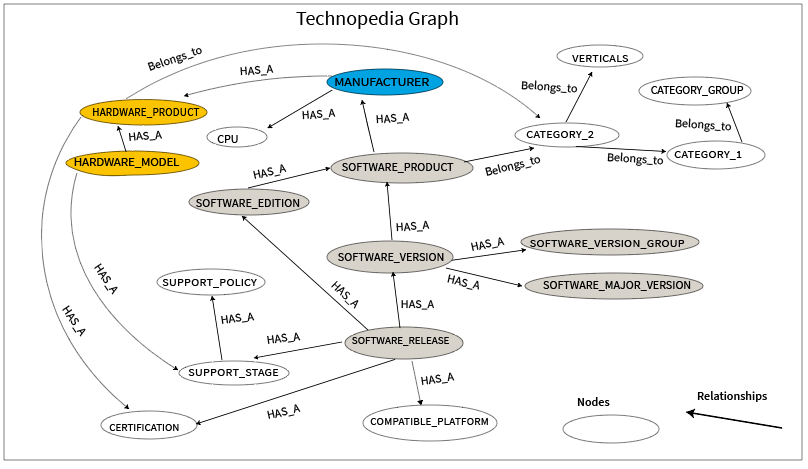 Technopedia Graph
Belongs_to
VERTICALS
HAS_A
MANUFACTURER
Belongs_to
CATEGORY_GROUP
HARDWARE_PRODUCT
HAS_A
HAS_A
Belongs_to
HAS_A
CPU
CATEGORY_2
HARDWARE_MODEL
SOFTWARE_PRODUCT
Belongs_to
Belongs_to
CATEGORY_1
HAS_A
SOFTWARE_EDITION
HAS_A
SOFTWARE_VERSION
HAS_A
SOFTWARE_VERSION_GROUP
HAS_A
SUPPORT_POLICY
HAS_A
HAS_A
SOFTWARE_MAJOR_VERSION
HAS_A
HAS_A
HAS_A
HAS_A
SOFTWARE_RELEASE
SUPPORT_STAGE
HAS_A
HAS_A
CERTIFICATION
COMPATIBLE_PLATFORM
Nodes
Relationships